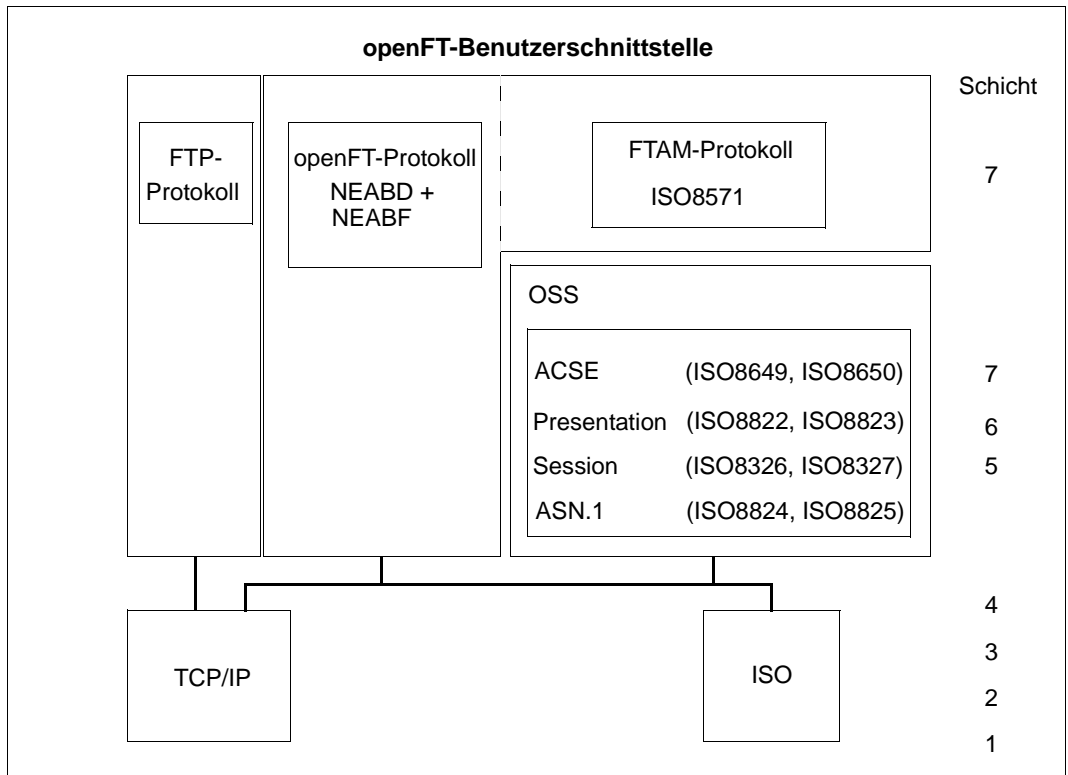 openFT-Benutzerschnittstelle
Schicht
FTP-
Protokoll
openFT-Protokoll
NEABD +
NEABF
FTAM-Protokoll
ISO8571
7
OSS
ACSE (ISO8649, ISO8650) 7
Presentation (ISO8822, ISO8823) 6
Session (ISO8326, ISO8327) 5
ASN.1 (ISO8824, ISO8825)
4
3
TCP/IP
ISO
2
1